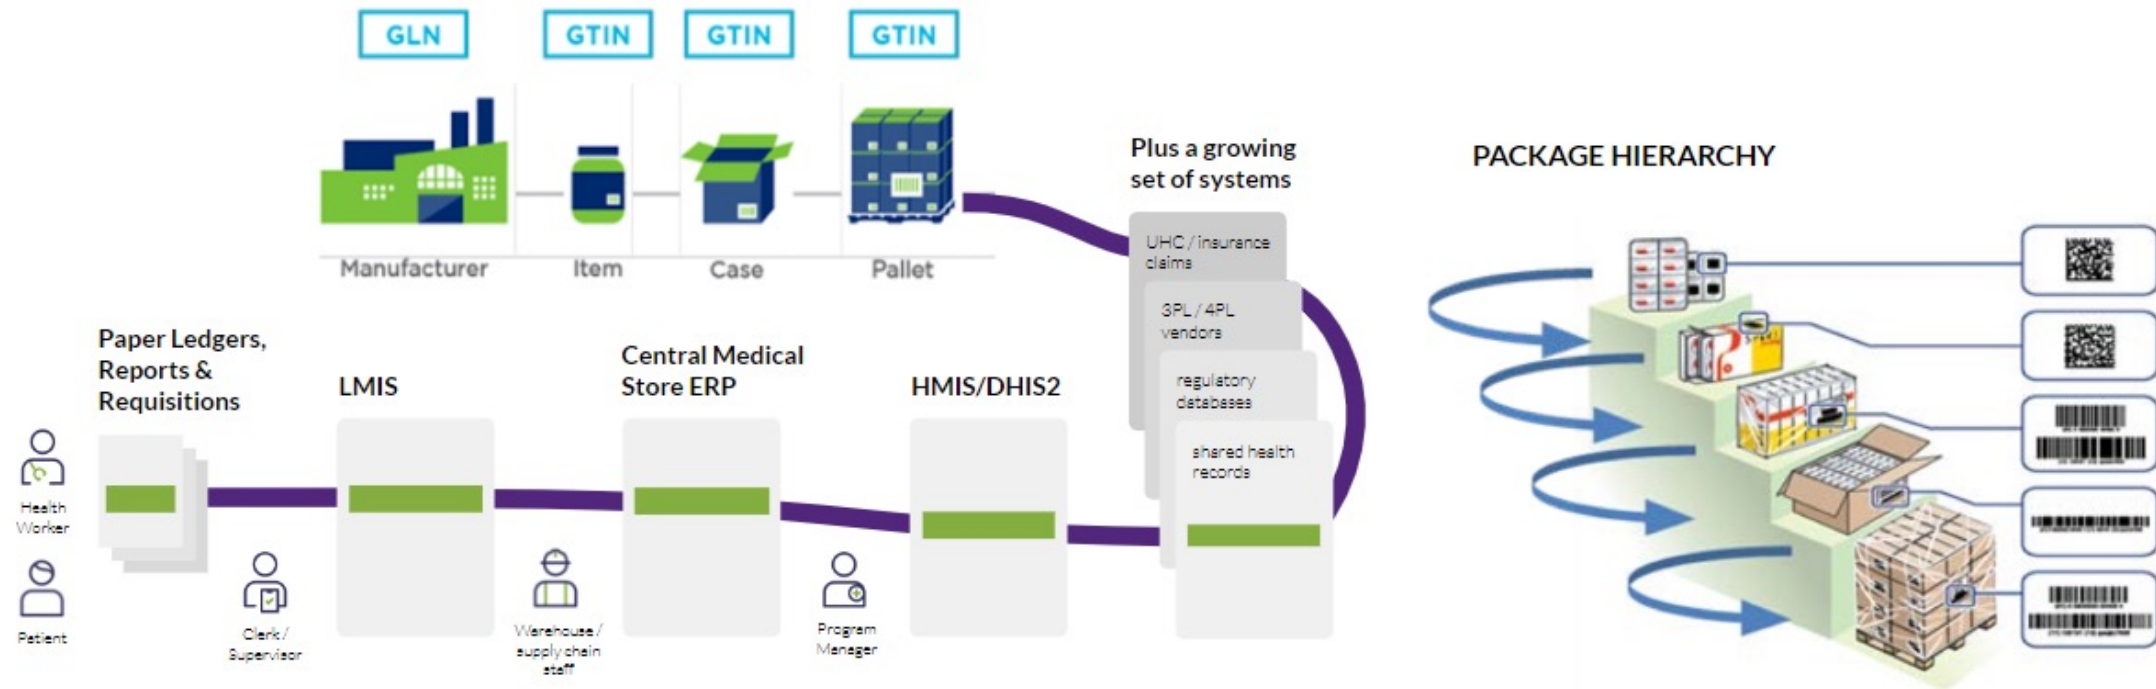 GLN
GTIN
GTIN
GTIN
Manufacturer
Item
Case
Pallet
Plus a growing
set of systems
UHC / insurance
claims
3PL / 4PL
vendors
regulatory
databases
shared health
records
Paper Ledgers,
Reports &
Requisitions
LMIS
Central Medical
Store ERP
HMIS/DHIS2
Health
Worker
Patient
Clerk /
Supervisor
Warehouse /
supply chain
staff
Program
Manager
PACKAGE HIERARCHY